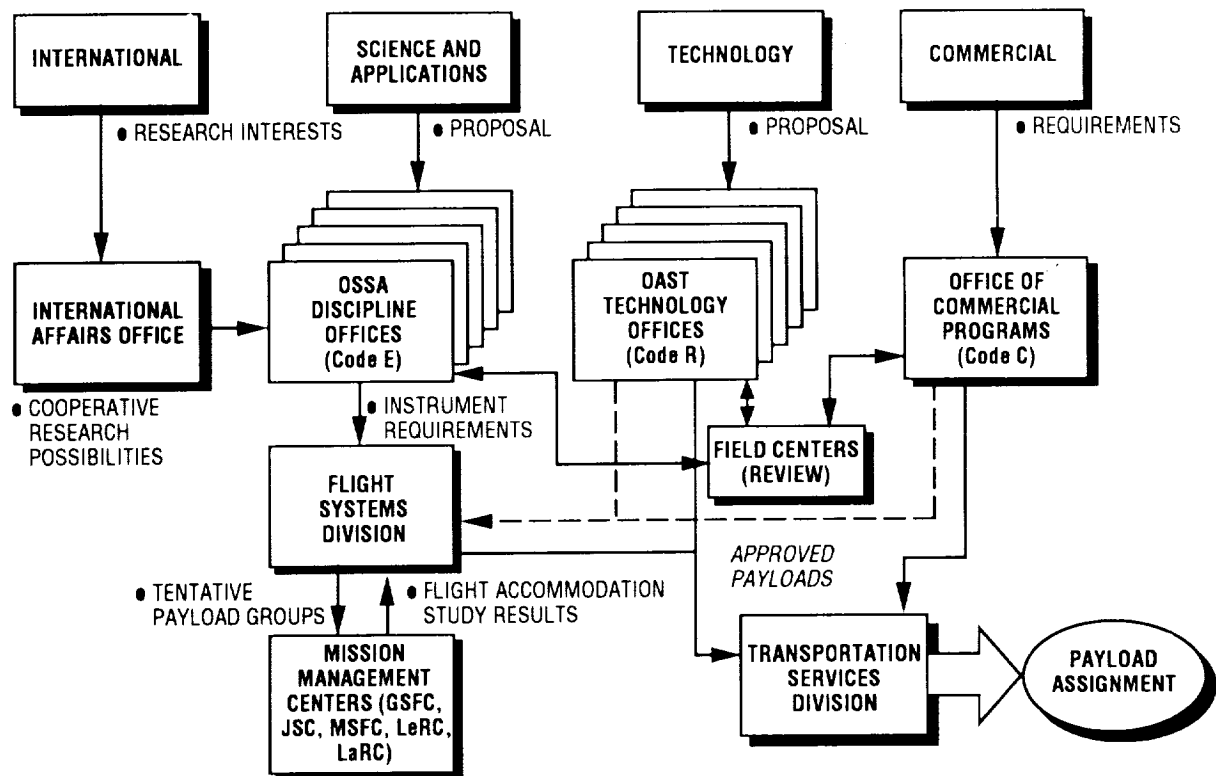 INTERNATIONAL
SCIENCE AND
APPLICATIONS
TECHNOLOGY
COMMERCIAL
• RESEARCH INTERESTS
• PROPOSAL
• PROPOSAL
• REQUIREMENTS
INTERNATIONAL
AFFAIRS OFFICE
OSSA
DISCIPLINE
OFFICES
(Code E)
OAST
TECHNOLOGY
OFFICES
(Code R)
OFFICE OF
COMMERCIAL
PROGRAMS
(Code C)
• COOPERATIVE
RESEARCH
POSSIBILITIES
• INSTRUMENT
REQUIREMENTS
FIELD CENTERS
(REVIEW)
FLIGHT
SYSTEMS
DIVISION
APPROVED
PAYLOADS
• TENTATIVE
PAYLOAD GROUPS
• FLIGHT ACCOMMODATION
STUDY RESULTS
MISSION
MANAGEMENT
CENTERS (GSFC,
JSC, MSFC, LeRC,
LaRC)
TRANSPORTATION
SERVICES
DIVISION
PAYLOAD
ASSIGNMENT